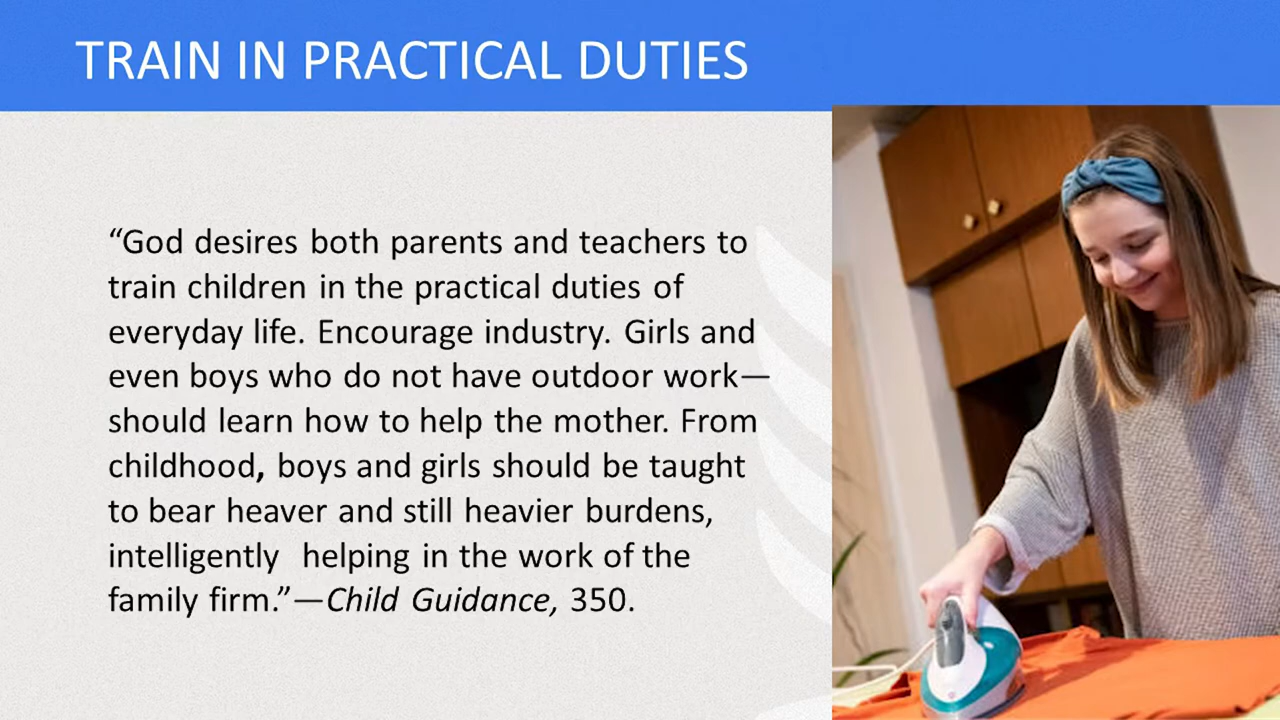 TRAIN IN PRACTICAL DUTIES
“God desires both parents and teachers to
train children in the practical duties of
everyday life. Encourage industry. Girls and
even boys who do not have outdoor work—
should learn how to help the mother. From
childhood, boys and girls should be taught
to bear heaver and still heavier burdens,
intelligently helping in the work of the
family firm.”—Child Guidance, 350.